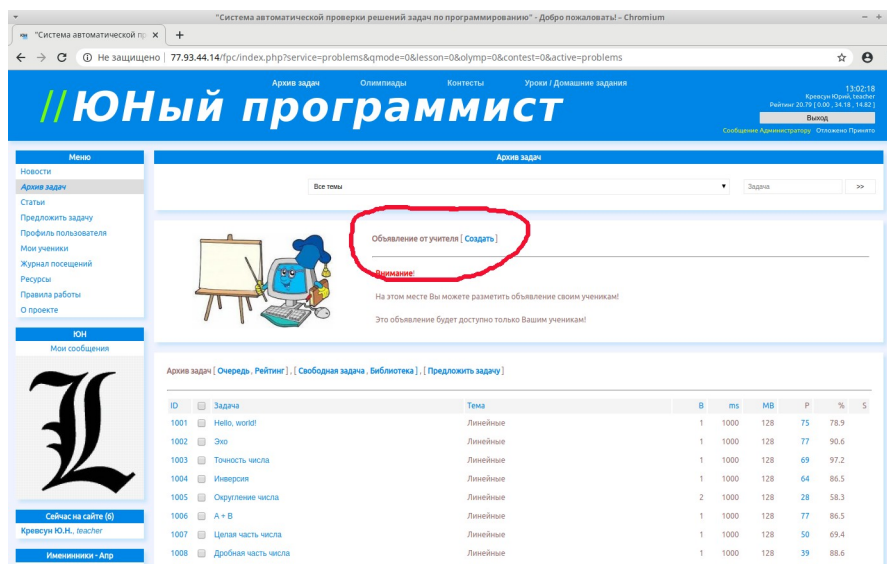 "Система автоматической проверки решений задач по программированию" - Добро пожаловать! - Chromium
"Система автоматической пр
Не защищено 77.93.44.14/fpc/index.php?service=problems&qmode=0&lesson=0&olymp=0&contest=0&active=problems
Архив задач Олимпиады Контесты Уроки / Домашние задания
//ЮНый программист
13:02:18
Кревсун Юрий, teacher
Рейтинг 20.79 [ 0.00 , 34.18 , 14.82 ]
Выход
Сообщение Администратору Отложено Принято
Меню
Новости
Архив задач
Статьи
Предложить задачу
Профиль пользователя
Мои ученики
Журнал посещений
Ресурсы
Правила работы
О проекте
ЮН
Мои сообщения
L
Сейчас на сайте (6)
Кревсун Ю.Н., teacher
Именинники - Апр
Архив задач
Все темы Задача >>
Объявление от учителя [ Создать ]
Внимание!
На этом месте Вы можете разметить объявление своим ученикам!
Это объявление будет доступно только Вашим ученикам!
Архив задач [ Очередь , Рейтинг ] , [ Свободная задача , Библиотека ] , [ Предложить задачу ]
ID Задача Тема B ms MB P % S
1001 Hello, world! Линейные 1 1000 128 75 78.9
1002 Эхо Линейные 1 1000 128 77 90.6
1003 Точность числа Линейные 1 1000 128 69 97.2
1004 Инверсия Линейные 1 1000 128 64 86.5
1005 Округление числа Линейные 2 1000 128 28 58.3
1006 A + B Линейные 1 1000 128 77 86.5
1007 Целая часть числа Линейные 1 1000 128 50 69.4
1008 Дробная часть числа Линейные 1 1000 128 39 88.6